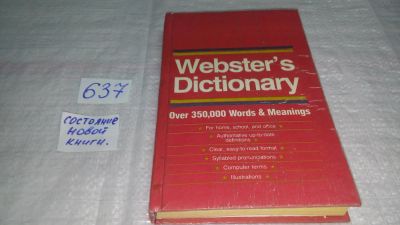 637
состояние
новой
книги.
Webster's
Dictionary
Over 350,000 Words & Meanings
For home, school, and office
Authoritative up-to-date
definitions
Clear, easy-to-read format
Syllabled pronunciations
Computer terms
Illustrations